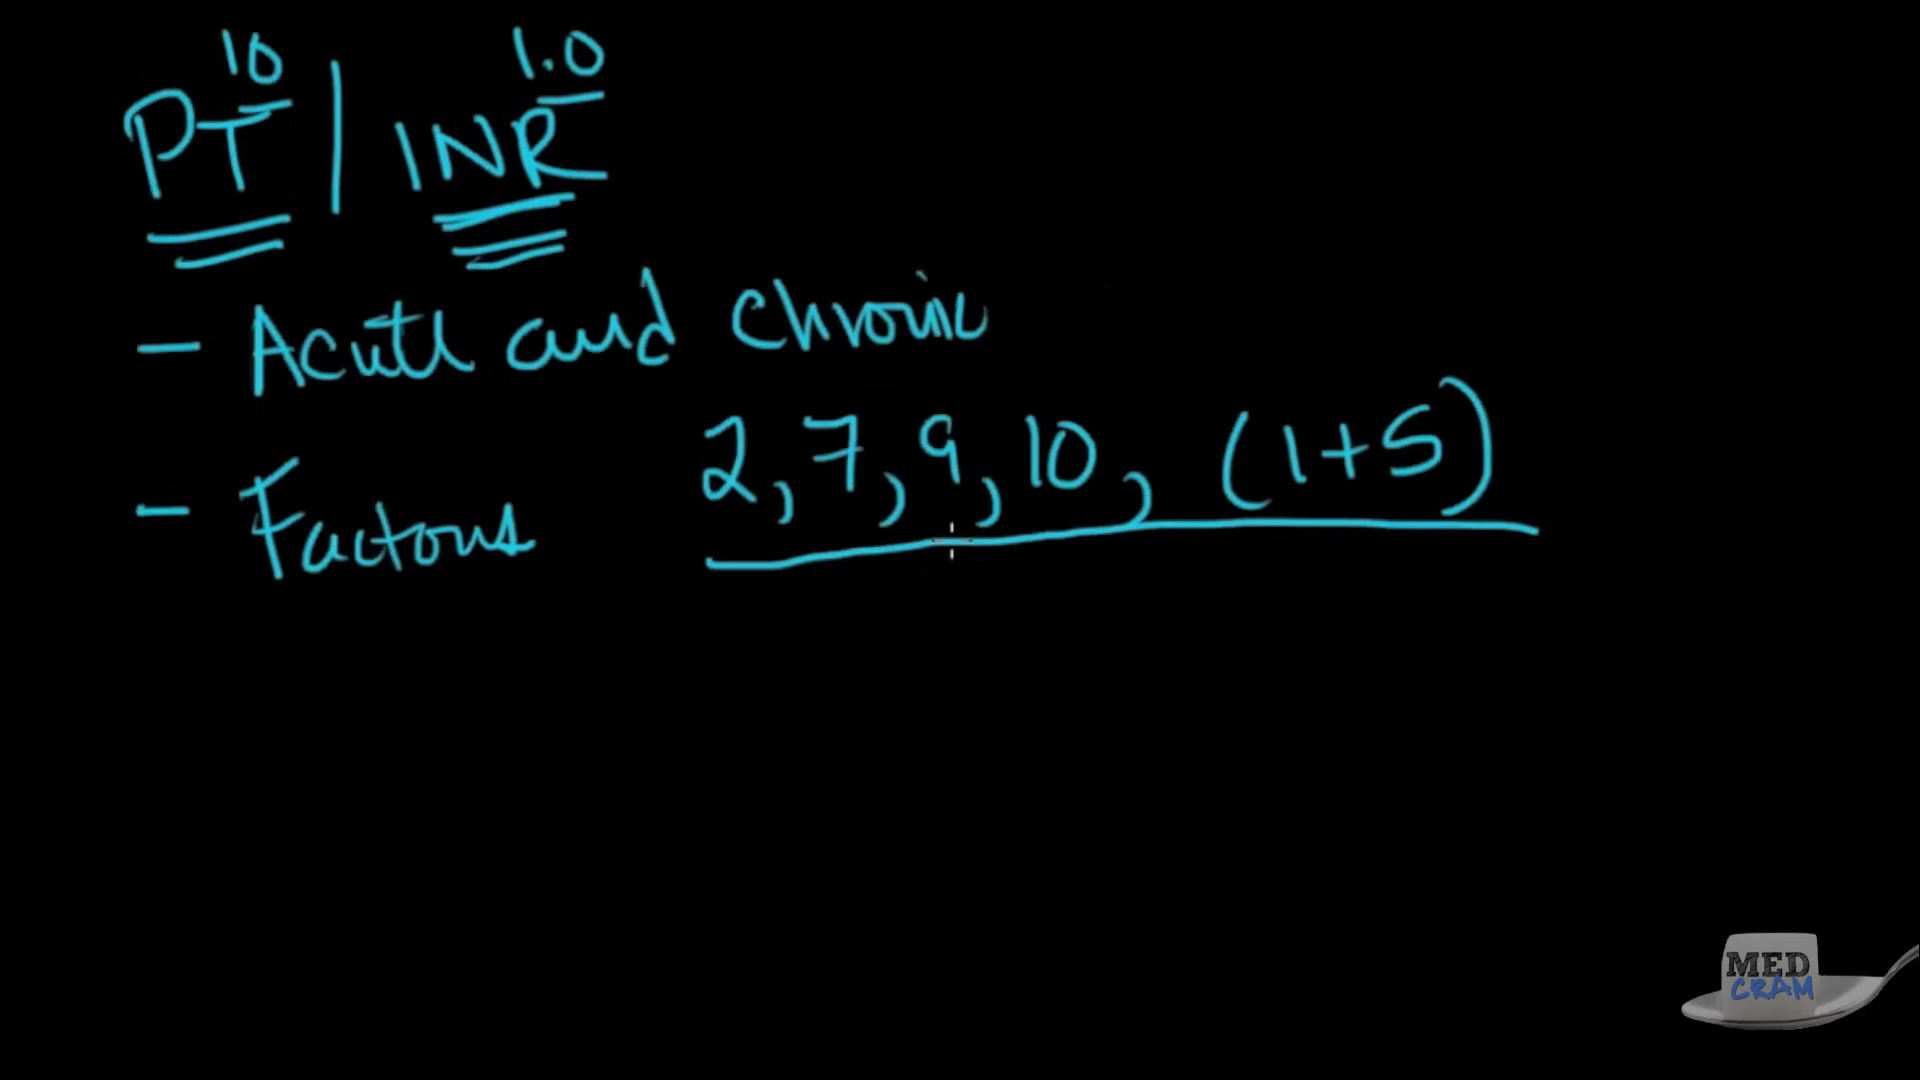 10 1.0
PT | INR
- Acute and chronic
- Factors 2, 7, 9, 10, (1+5)
MED
CRAM